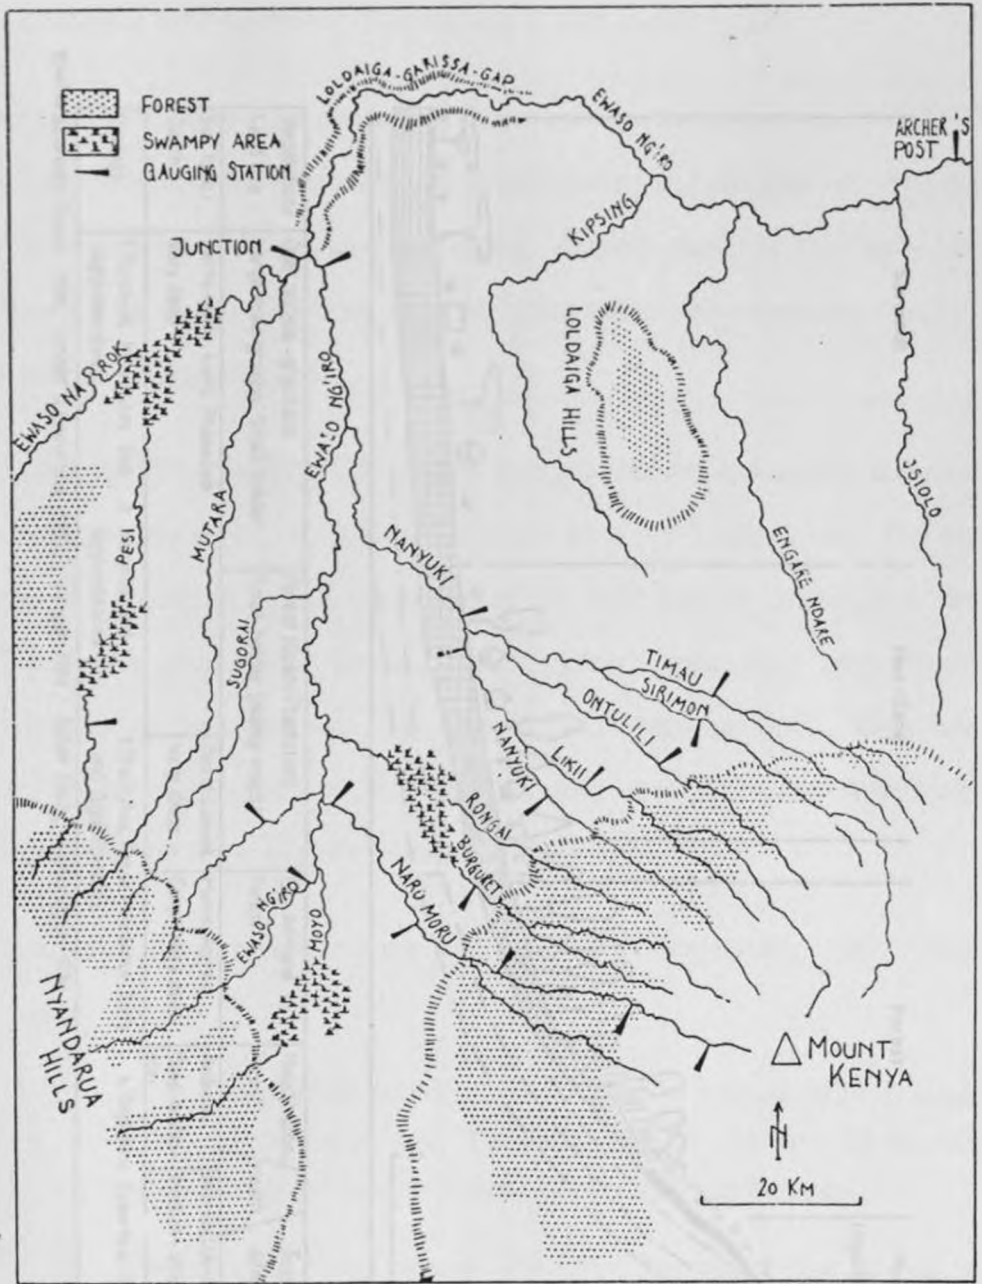 FOREST
SWAMPY AREA
GAUGING STATION
LOLDAIGA-GARISSA-GAP
EWASO NG'IRO
ARCHER'S
POST
JUNCTION
KIPSING
LOLDAIGA HILLS
EWASO NAROK
EWASO NG'IRO
PESI
MUTARA
ISIOLO
ENGARE NDARE
NANYUKI
SUGORAI
TIMAU
SIRIMON
ONTULILI
LIKII
NANYUKI
RONGAI
BURGURET
NARO MORU
EWASO NG'IRO
MOYO
NYANDARUA
HILLS
MOUNT
KENYA
N
20 KM